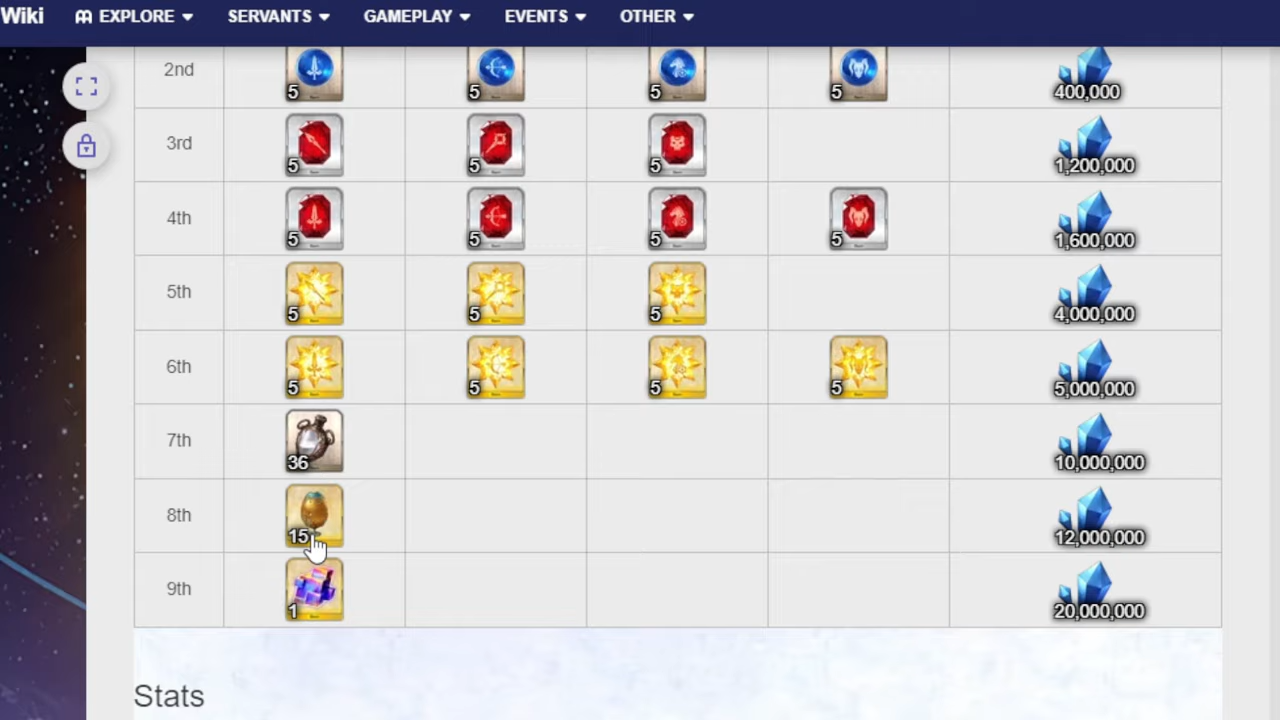 Wiki EXPLORE SERVANTS GAMEPLAY EVENTS OTHER
2nd 5 5 5 5 400,000
3rd 5 5 5 1,200,000
4th 5 5 5 5 1,600,000
5th 5 5 5 4,000,000
6th 5 5 5 5 5,000,000
7th 36 10,000,000
8th 15 12,000,000
9th 1 20,000,000
Stats